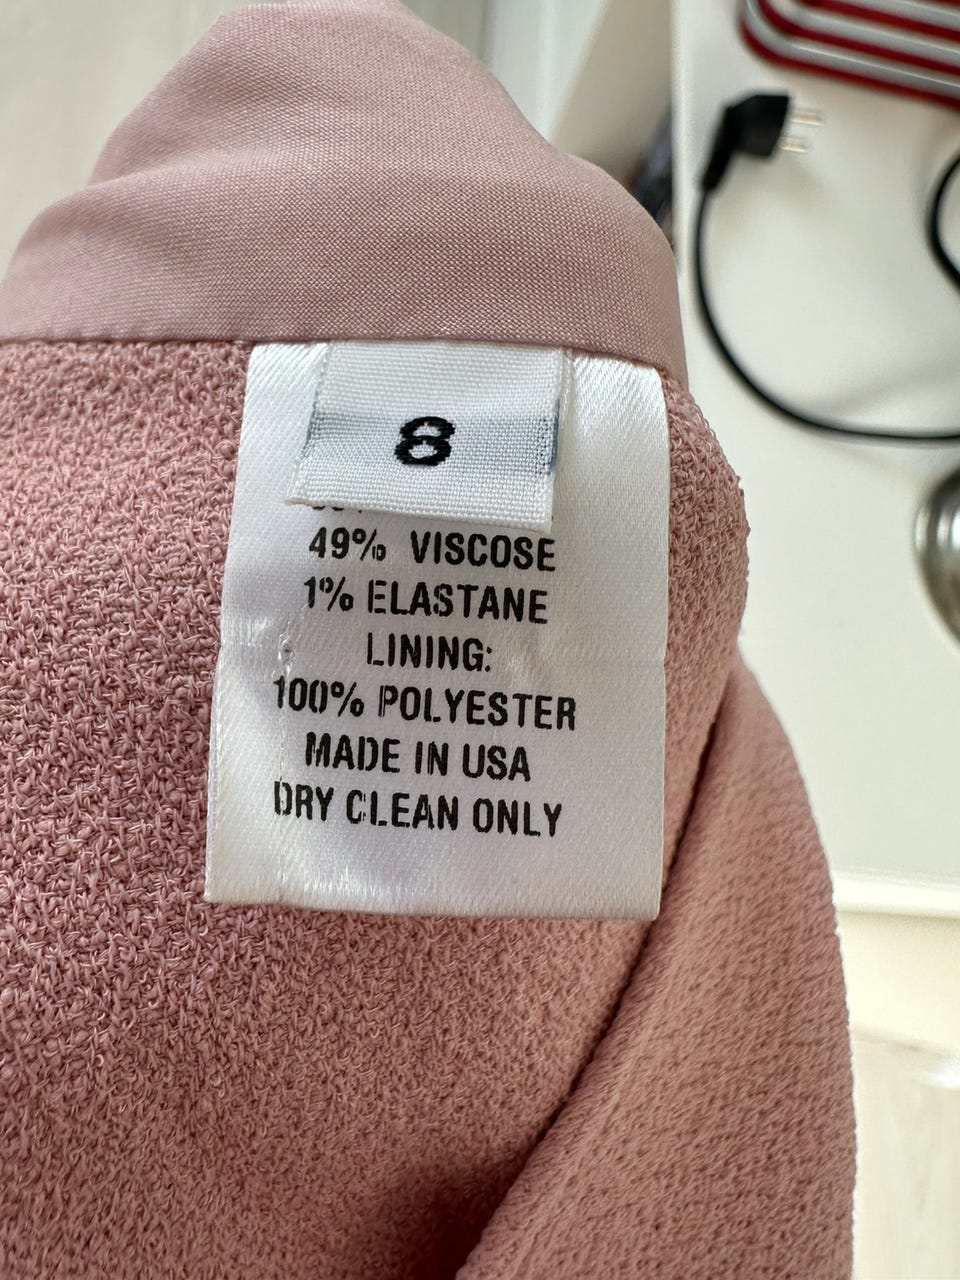 8
49% VISCOSE
1% ELASTANE
LINING:
100% POLYESTER
MADE IN USA
DRY CLEAN ONLY